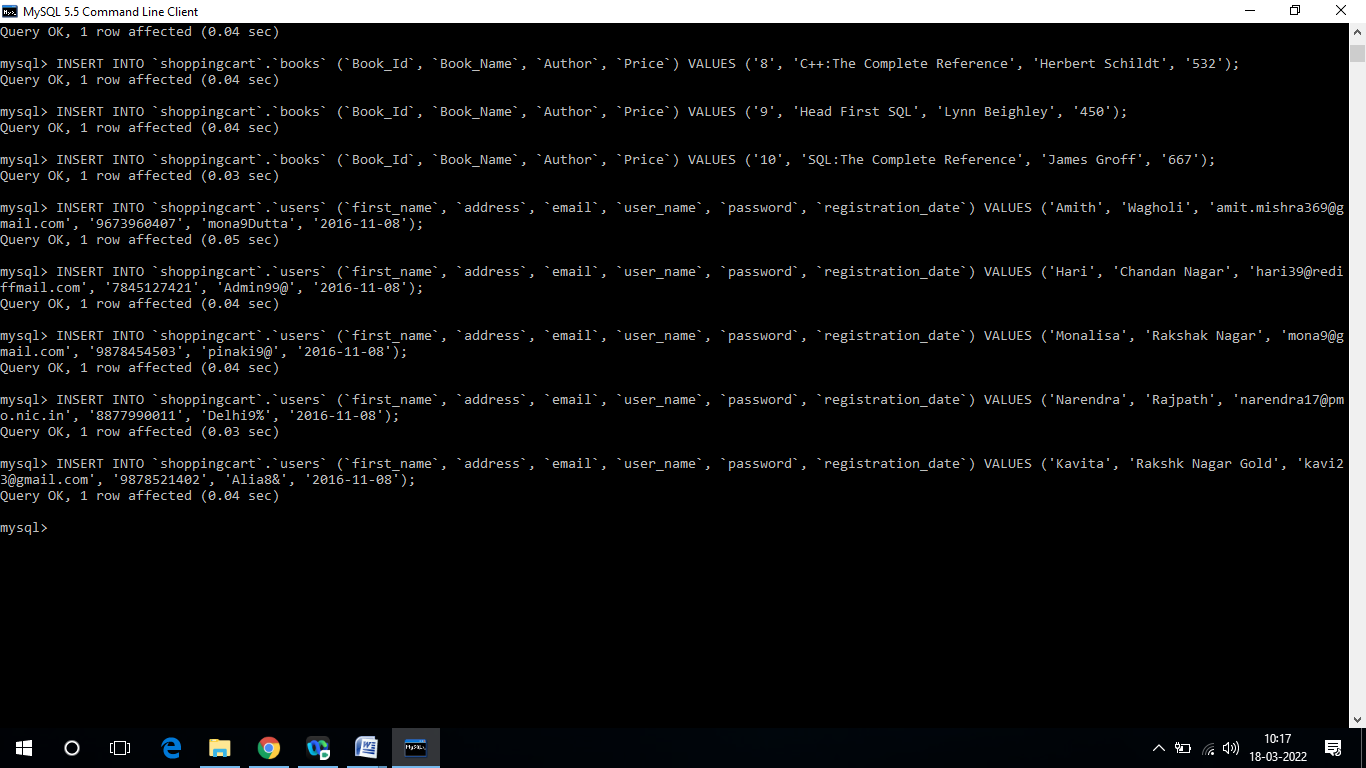 MySQL 5.5 Command Line Client
Query OK, 1 row affected (0.04 sec)
mysql> INSERT INTO `shoppingcart`.`books` (`Book_Id`, `Book_Name`, `Author`, `Price`) VALUES ('8', 'C++:The Complete Reference', 'Herbert Schildt', '532');
Query OK, 1 row affected (0.04 sec)
mysql> INSERT INTO `shoppingcart`.`books` (`Book_Id`, `Book_Name`, `Author`, `Price`) VALUES ('9', 'Head First SQL', 'Lynn Beighley', '450');
Query OK, 1 row affected (0.04 sec)
mysql> INSERT INTO `shoppingcart`.`books` (`Book_Id`, `Book_Name`, `Author`, `Price`) VALUES ('10', 'SQL:The Complete Reference', 'James Groff', '667');
Query OK, 1 row affected (0.03 sec)
mysql> INSERT INTO `shoppingcart`.`users` (`first_name`, `address`, `email`, `user_name`, `password`, `registration_date`) VALUES ('Amith', 'Wagholi', 'amit.mishra369@g
mail.com', '9673960407', 'mona9Dutta', '2016-11-08');
Query OK, 1 row affected (0.05 sec)
mysql> INSERT INTO `shoppingcart`.`users` (`first_name`, `address`, `email`, `user_name`, `password`, `registration_date`) VALUES ('Hari', 'Chandan Nagar', 'hari39@redi
ffmail.com', '7845127421', 'Admin99@', '2016-11-08');
Query OK, 1 row affected (0.04 sec)
mysql> INSERT INTO `shoppingcart`.`users` (`first_name`, `address`, `email`, `user_name`, `password`, `registration_date`) VALUES ('Monalisa', 'Rakshak Nagar', 'mona9@g
mail.com', '9878454503', 'pinaki9@', '2016-11-08');
Query OK, 1 row affected (0.04 sec)
mysql> INSERT INTO `shoppingcart`.`users` (`first_name`, `address`, `email`, `user_name`, `password`, `registration_date`) VALUES ('Narendra', 'Rajpath', 'narendra17@pm
o.nic.in', '8877990011', 'Delhi9%', '2016-11-08');
Query OK, 1 row affected (0.03 sec)
mysql> INSERT INTO `shoppingcart`.`users` (`first_name`, `address`, `email`, `user_name`, `password`, `registration_date`) VALUES ('Kavita', 'Rakshk Nagar Gold', 'kavi2
3@gmail.com', '9878521402', 'Alia8&', '2016-11-08');
Query OK, 1 row affected (0.04 sec)
mysql>
10:17
18-03-2022